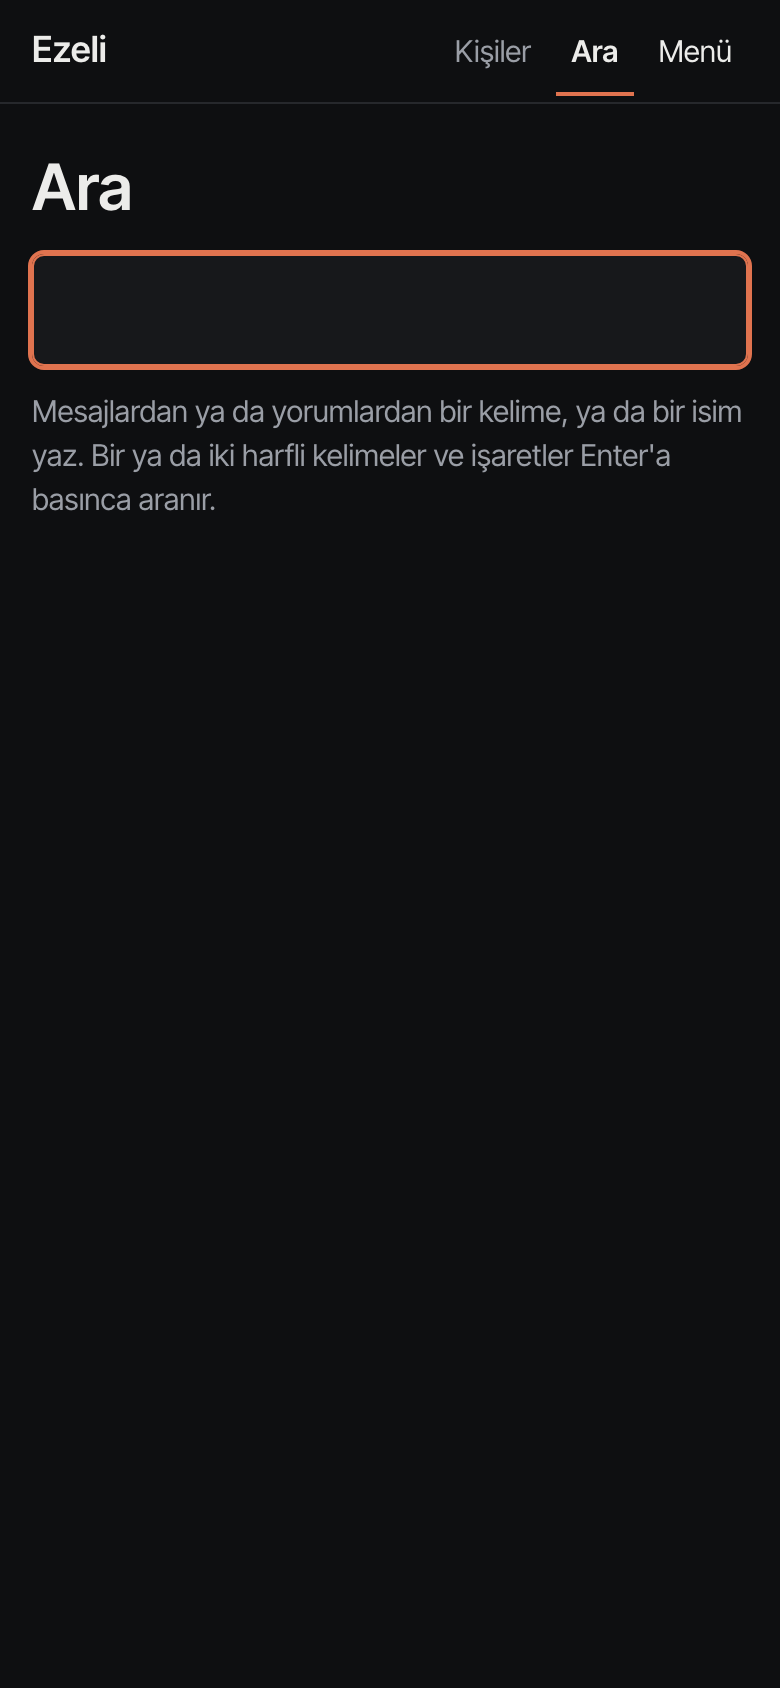 Ezeli
Kişiler Ara Menü
Ara
Mesajlardan ya da yorumlardan bir kelime, ya da bir isim
yaz. Bir ya da iki harfli kelimeler ve işaretler Enter'a
basınca aranır.